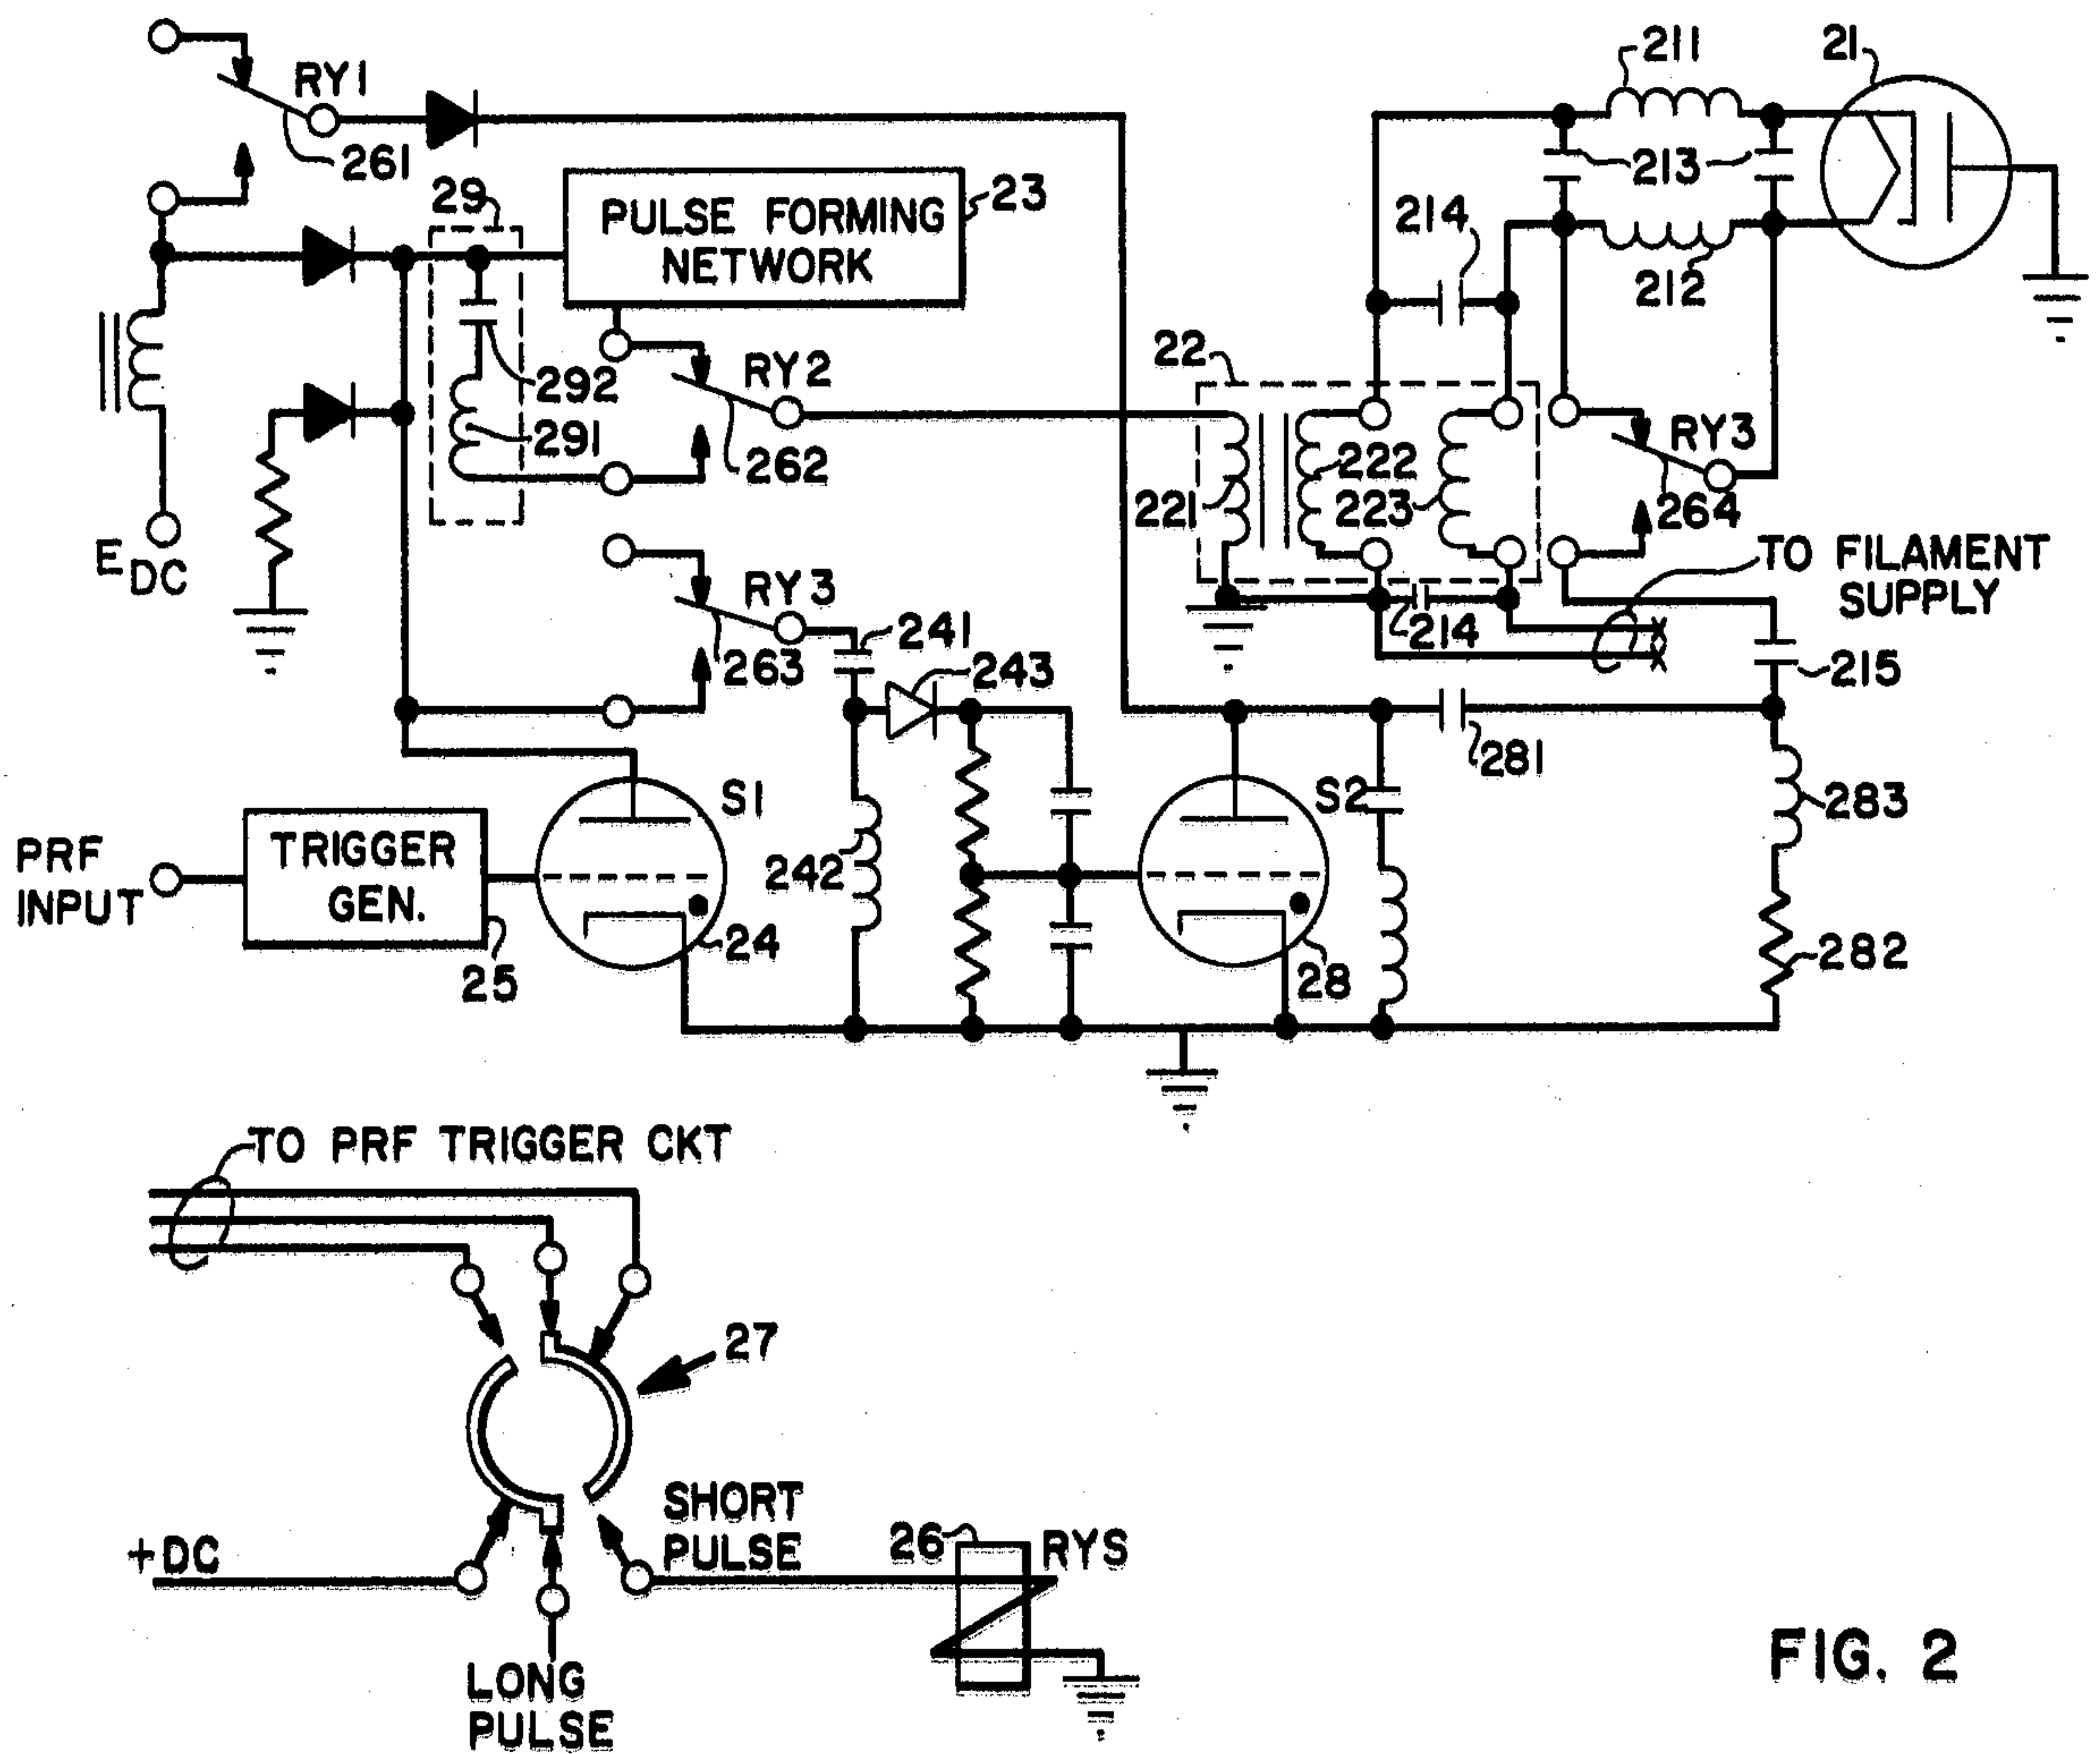 RY1
261
211
21
29
PULSE FORMING
NETWORK
23
213
214
212
22
292
RY2
291
262
221
222
223
RY3
264
EDC
TO FILAMENT
SUPPLY
RY3
263
241
214
243
215
281
S1
S2
283
PRF
INPUT
TRIGGER
GEN.
242
24
25
28
282
TO PRF TRIGGER CKT
27
SHORT
PULSE
26
RYS
+DC
LONG
PULSE
FIG. 2